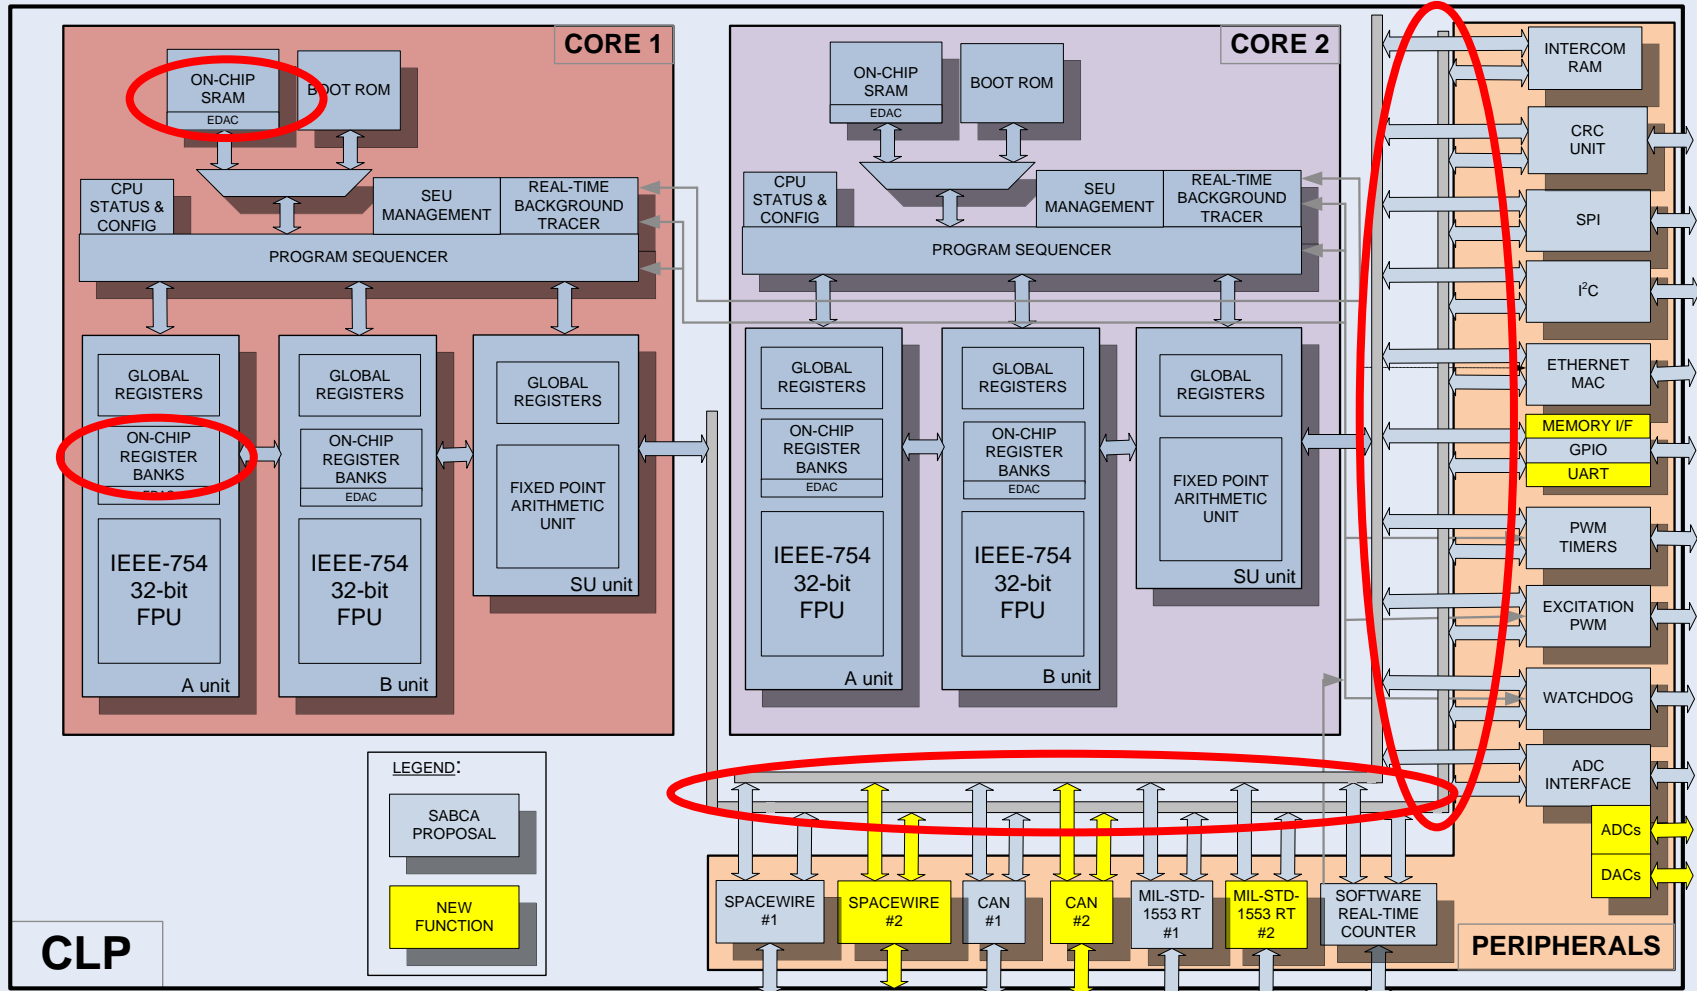 CORE 1
ON-CHIP
SRAM
EDAC
BOOT ROM
CPU
STATUS &
CONFIG
SEU
MANAGEMENT
REAL-TIME
BACKGROUND
TRACER
PROGRAM SEQUENCER
GLOBAL
REGISTERS
ON-CHIP
REGISTER
BANKS
EDAC
IEEE-754
32-bit
FPU
A unit
GLOBAL
REGISTERS
ON-CHIP
REGISTER
BANKS
EDAC
IEEE-754
32-bit
FPU
B unit
GLOBAL
REGISTERS
FIXED POINT
ARITHMETIC
UNIT
SU unit
CORE 2
ON-CHIP
SRAM
EDAC
BOOT ROM
CPU
STATUS &
CONFIG
SEU
MANAGEMENT
REAL-TIME
BACKGROUND
TRACER
PROGRAM SEQUENCER
GLOBAL
REGISTERS
ON-CHIP
REGISTER
BANKS
EDAC
IEEE-754
32-bit
FPU
A unit
GLOBAL
REGISTERS
ON-CHIP
REGISTER
BANKS
EDAC
IEEE-754
32-bit
FPU
B unit
GLOBAL
REGISTERS
FIXED POINT
ARITHMETIC
UNIT
SU unit
INTERCOM
RAM
CRC
UNIT
SPI
I²C
ETHERNET
MAC
MEMORY I/F
GPIO
UART
PWM
TIMERS
EXCITATION
PWM
WATCHDOG
ADC
INTERFACE
ADCs
DACs
LEGEND:
SABCA
PROPOSAL
NEW
FUNCTION
SPACEWIRE
#1
SPACEWIRE
#2
CAN
#1
CAN
#2
MIL-STD-
1553 RT
#1
MIL-STD-
1553 RT
#2
SOFTWARE
REAL-TIME
COUNTER
PERIPHERALS
CLP